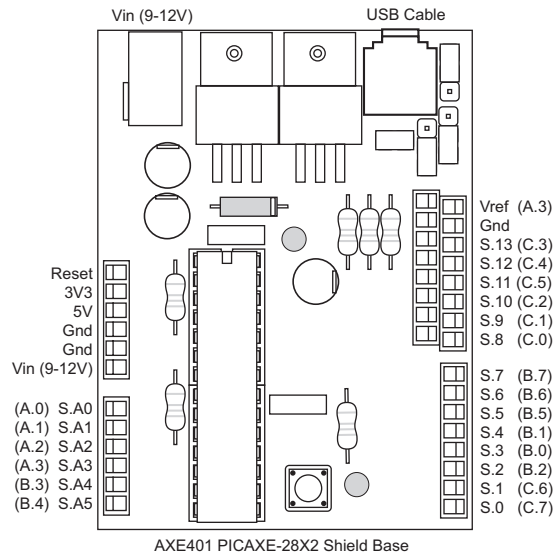 Vin (9-12V)
USB Cable
Reset
3V3
5V
Gnd
Gnd
Vin (9-12V)
(A.0) S.A0
(A.1) S.A1
(A.2) S.A2
(A.3) S.A3
(B.3) S.A4
(B.4) S.A5
Vref (A.3)
Gnd
S.13 (C.3)
S.12 (C.4)
S.11 (C.5)
S.10 (C.2)
S.9 (C.1)
S.8 (C.0)
S.7 (B.7)
S.6 (B.6)
S.5 (B.5)
S.4 (B.1)
S.3 (B.0)
S.2 (B.2)
S.1 (C.6)
S.0 (C.7)
AXE401 PICAXE-28X2 Shield Base